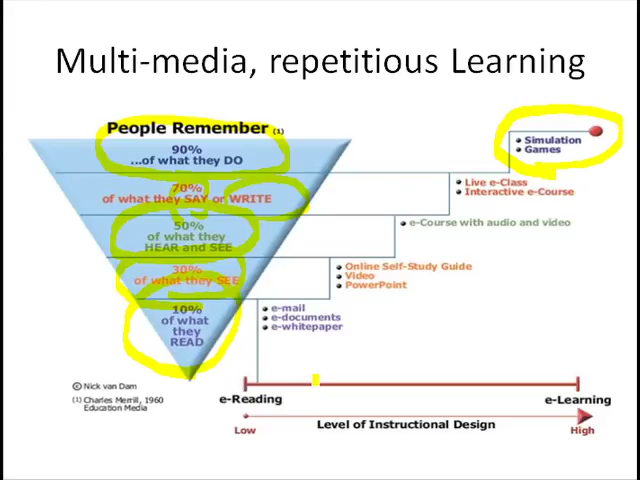 Multi-media, repetitious Learning
People Remember (1)
90%
...of what they DO
70%
of what they SAY or WRITE
50%
of what they
HEAR and SEE
30%
of what they SEE
10%
of what
they
READ
Simulation
Games
Live e-Class
Interactive e-Course
e-Course with audio and video
Online Self-Study Guide
Video
PowerPoint
e-mail
e-documents
e-whitepaper
© Nick van Dam
(1) Charles Merrill, 1960
Education Media
e-Reading
e-Learning
Low
Level of Instructional Design
High